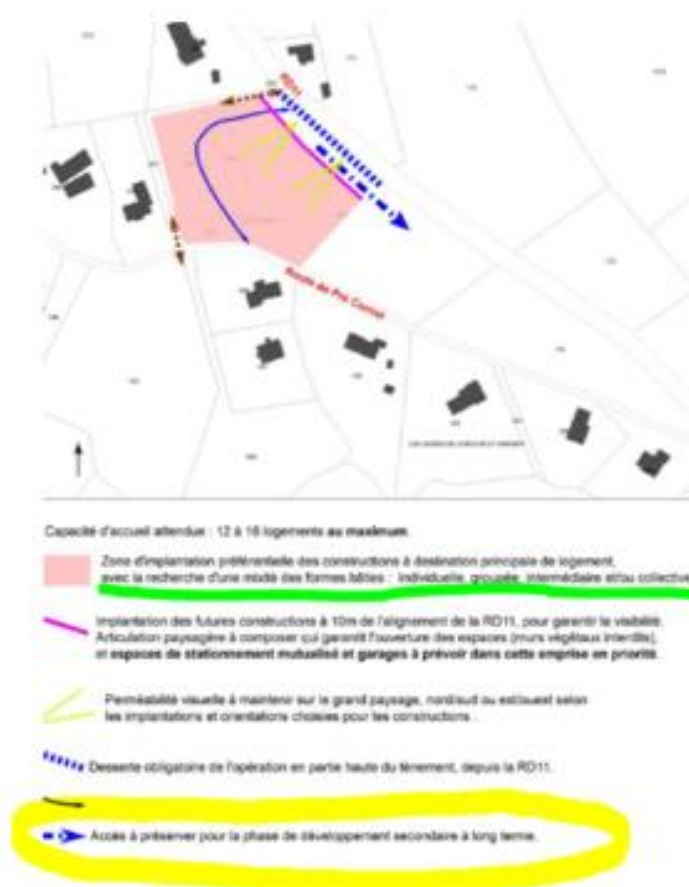 RD11
Route de Pré Cornet
Capacité d'accueil attendue : 12 à 16 logements au maximum.
Zone d'implantation préférentielle des constructions à destination principale de logement,
avec la recherche d'une mixité des formes bâties : individuelle, groupée, intermédiaire et/ou collective
Implantation des futures constructions à 10m de l'alignement de la RD11, pour garantir la visibilité.
Articulation paysagère à composer qui garantit l'ouverture des espaces (murs végétaux interdits),
et espaces de stationnement mutualisé et garages à prévoir dans cette emprise en priorité.
Perméabilité visuelle à maintenir sur le grand paysage, nord/sud ou est/ouest selon
les implantations et orientations choisies pour les constructions.
Desserte obligatoire de l'opération en partie haute du ténement, depuis la RD11.
Accès à préserver pour la phase de développement secondaire à long terme.